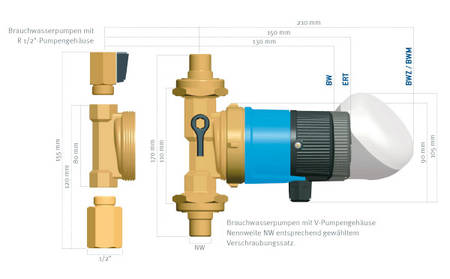 Brauchwasserpumpen mit
R 1/2"-Pumpengehäuse
210 mm
150 mm
130 mm
BW
ERT
BWZ / BWM
155 mm
120 mm
80 mm
170 mm
110 mm
90 mm
105 mm
1/2"
NW
Brauchwasserpumpen mit V-Pumpengehäuse
Nennweite NW entsprechend gewähltem
Verschraubungssatz.